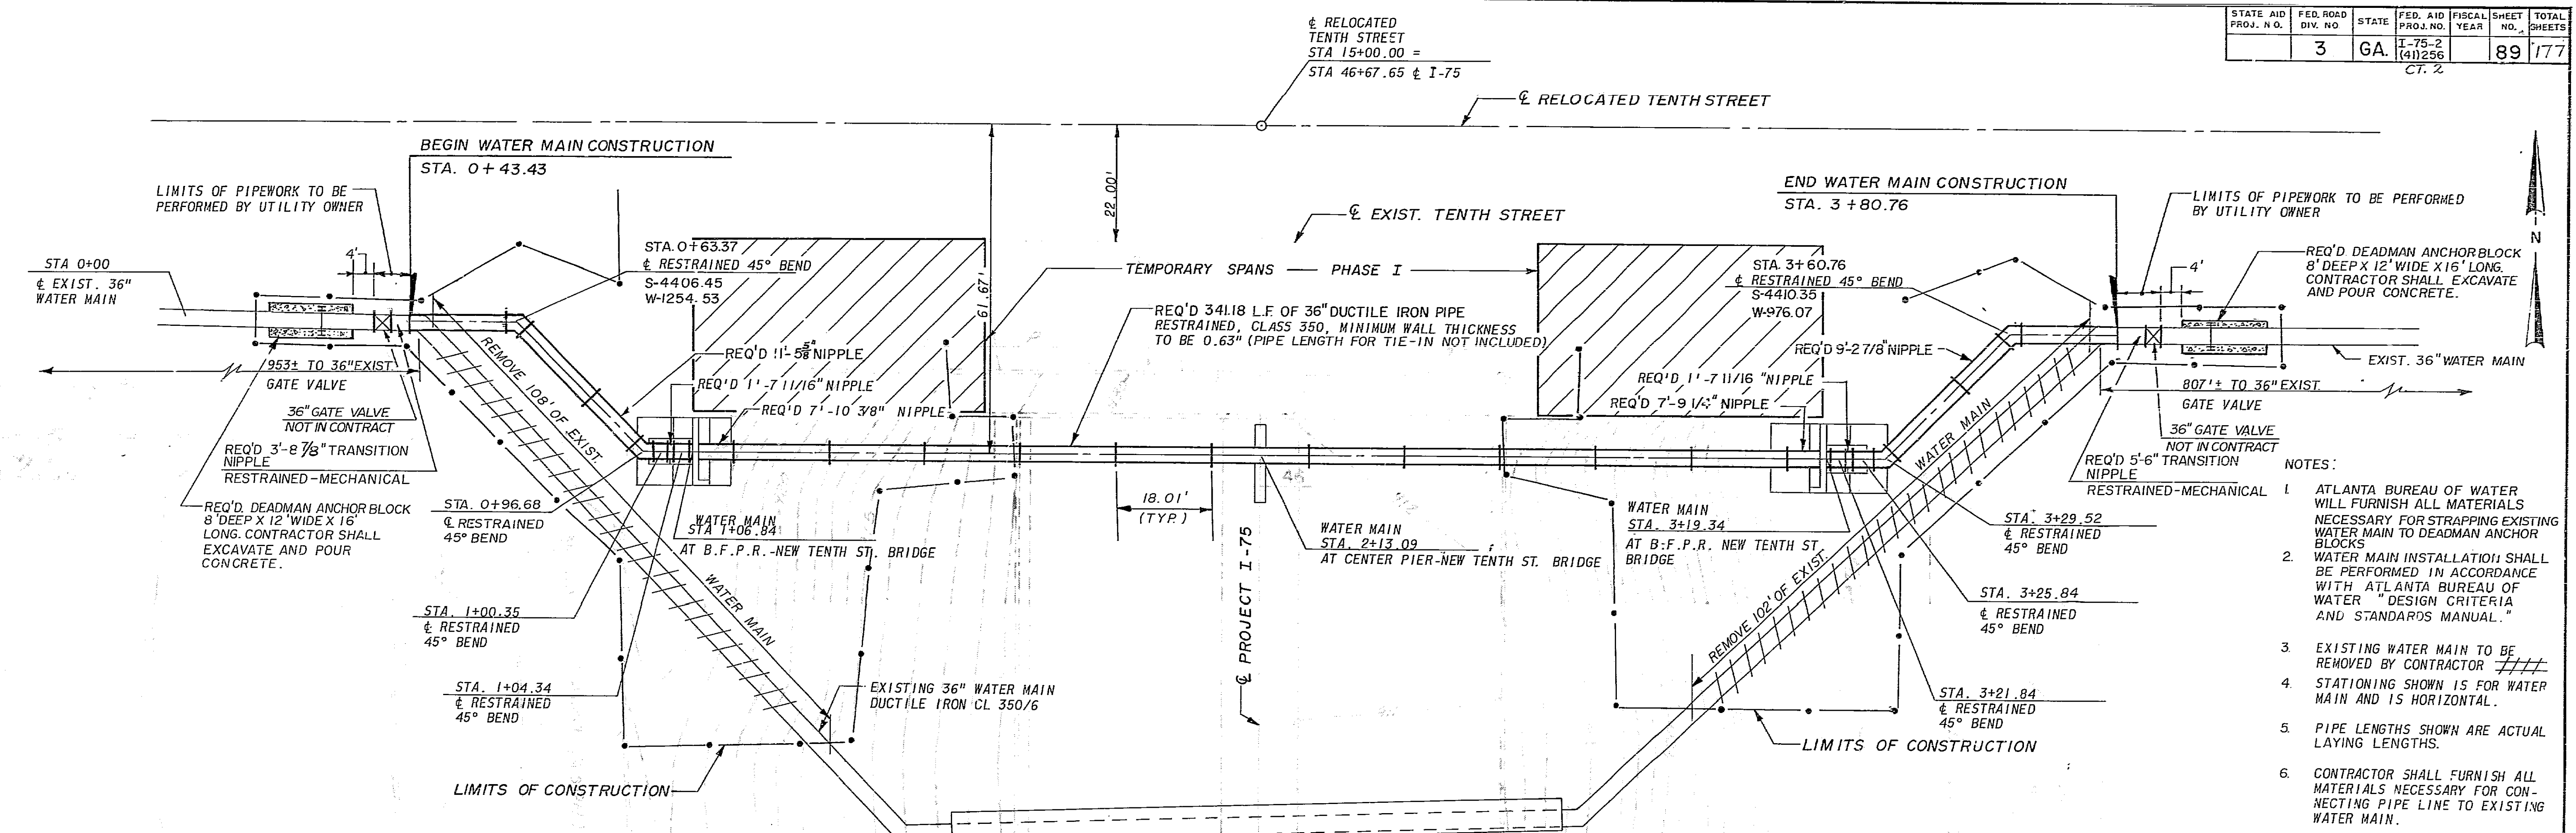 STATE AID PROJ. NO.
FED. ROAD DIV. NO.
STATE
FED. AID PROJ. NO.
FISCAL YEAR
SHEET NO.
TOTAL SHEETS
3
GA.
I-75-2
(41)256
89
177
CT. 2
℄ RELOCATED
TENTH STREET
STA 15+00.00 =
STA 46+67.65 ℄ I-75
℄ RELOCATED TENTH STREET
BEGIN WATER MAIN CONSTRUCTION
STA. 0+43.43
LIMITS OF PIPEWORK TO BE
PERFORMED BY UTILITY OWNER
4'
STA 0+00
℄ EXIST. 36"
WATER MAIN
STA. 0+63.37
℄ RESTRAINED 45° BEND
S-4406.45
W-1254.53
61.67'
22.00'
℄ EXIST. TENTH STREET
TEMPORARY SPANS — PHASE I
REQ'D 341.18 L.F. OF 36" DUCTILE IRON PIPE
RESTRAINED, CLASS 350, MINIMUM WALL THICKNESS
TO BE 0.63" (PIPE LENGTH FOR TIE-IN NOT INCLUDED)
END WATER MAIN CONSTRUCTION
STA. 3+80.76
LIMITS OF PIPEWORK TO BE PERFORMED
BY UTILITY OWNER
N
STA. 3+60.76
℄ RESTRAINED 45° BEND
S-4410.35
W-976.07
4'
REQ'D. DEADMAN ANCHOR BLOCK
8' DEEP X 12' WIDE X 16' LONG.
CONTRACTOR SHALL EXCAVATE
AND POUR CONCRETE.
EXIST. 36" WATER MAIN
953± TO 36" EXIST.
GATE VALVE
36" GATE VALVE
NOT IN CONTRACT
REQ'D 3'-8 7/8" TRANSITION
NIPPLE
RESTRAINED-MECHANICAL
REQ'D. DEADMAN ANCHOR BLOCK
8' DEEP X 12' WIDE X 16'
LONG. CONTRACTOR SHALL
EXCAVATE AND POUR
CONCRETE.
REMOVE 108' OF EXIST.
WATER MAIN
REQ'D 11'-5 5/8" NIPPLE
REQ'D 1'-7 11/16" NIPPLE
REQ'D 7'-10 3/8" NIPPLE
REQ'D 9'-2 7/8" NIPPLE
REQ'D 1'-7 11/16" NIPPLE
REQ'D 7'-9 1/4" NIPPLE
807'± TO 36" EXIST.
GATE VALVE
36" GATE VALVE
NOT IN CONTRACT
REQ'D 5'-6" TRANSITION
NIPPLE
RESTRAINED-MECHANICAL
STA. 0+96.68
℄ RESTRAINED
45° BEND
WATER MAIN
STA 1+06.84
AT B.F.P.R.-NEW TENTH ST. BRIDGE
18.01'
(TYP.)
46
WATER MAIN
STA. 2+13.09
AT CENTER PIER-NEW TENTH ST. BRIDGE
WATER MAIN
STA. 3+19.34
AT B.F.P.R. NEW TENTH ST.
BRIDGE
STA. 3+29.52
℄ RESTRAINED
45° BEND
STA. 1+00.35
℄ RESTRAINED
45° BEND
STA. 3+25.84
℄ RESTRAINED
45° BEND
STA. 1+04.34
℄ RESTRAINED
45° BEND
STA. 3+21.84
℄ RESTRAINED
45° BEND
EXISTING 36" WATER MAIN
DUCTILE IRON CL 350/6
℄ PROJECT I-75
REMOVE 102' OF EXIST.
WATER MAIN
LIMITS OF CONSTRUCTION
LIMITS OF CONSTRUCTION
NOTES:
1. ATLANTA BUREAU OF WATER
WILL FURNISH ALL MATERIALS
NECESSARY FOR STRAPPING EXISTING
WATER MAIN TO DEADMAN ANCHOR
BLOCKS
2. WATER MAIN INSTALLATION SHALL
BE PERFORMED IN ACCORDANCE
WITH ATLANTA BUREAU OF
WATER "DESIGN CRITERIA
AND STANDARDS MANUAL."
3. EXISTING WATER MAIN TO BE
REMOVED BY CONTRACTOR
4. STATIONING SHOWN IS FOR WATER
MAIN AND IS HORIZONTAL.
5. PIPE LENGTHS SHOWN ARE ACTUAL
LAYING LENGTHS.
6. CONTRACTOR SHALL FURNISH ALL
MATERIALS NECESSARY FOR CON-
NECTING PIPE LINE TO EXISTING
WATER MAIN.